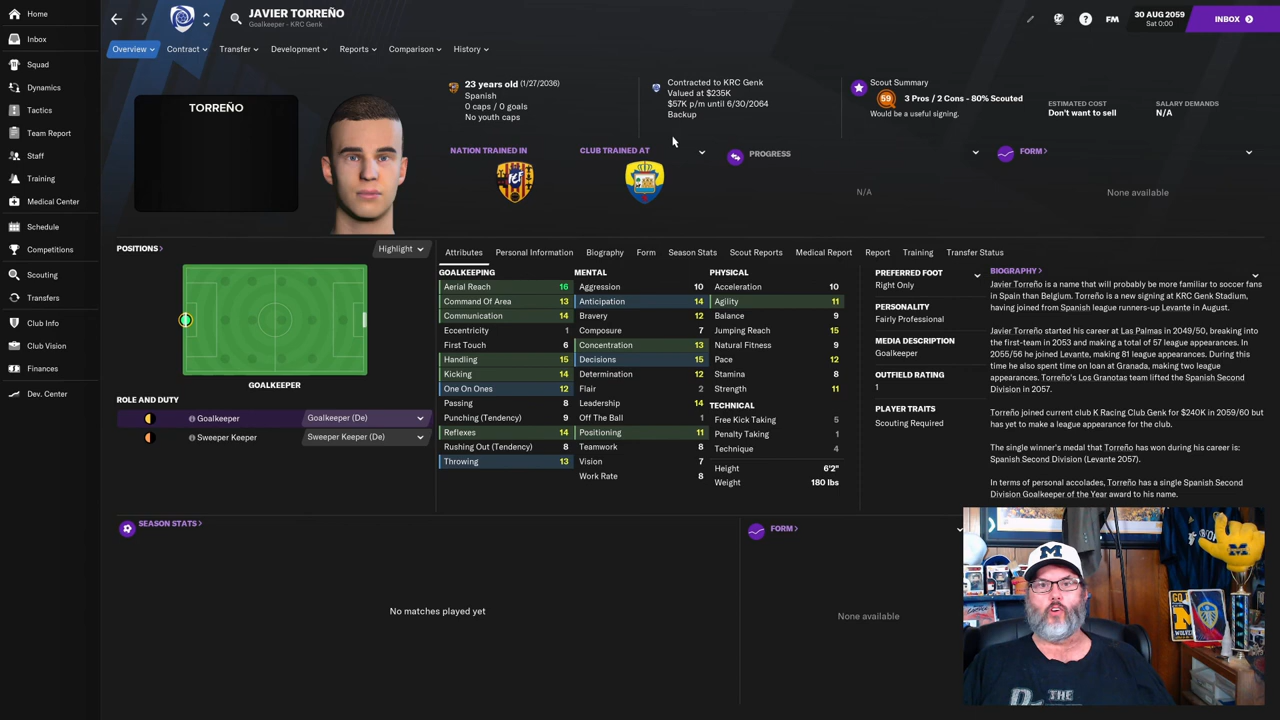 Home
Inbox
Squad
Dynamics
Tactics
Team Report
Staff
Training
Medical Center
Schedule
Competitions
Scouting
Transfers
Club Info
Club Vision
Finances
Dev. Center
JAVIER TORREÑO
Goalkeeper - KRC Genk
FM
30 AUG 2059
Sat 0:00
INBOX
Overview
Contract
Transfer
Development
Reports
Comparison
History
TORREÑO
23 years old (1/27/2036)
Spanish
0 caps / 0 goals
No youth caps
Contracted to KRC Genk
Valued at $235K
$57K p/m until 6/30/2064
Backup
Scout Summary
59
3 Pros / 2 Cons - 80% Scouted
Would be a useful signing.
ESTIMATED COST
Don't want to sell
SALARY DEMANDS
N/A
NATION TRAINED IN
CLUB TRAINED AT
PROGRESS
N/A
FORM
None available
POSITIONS
Highlight
GOALKEEPER
ROLE AND DUTY
Goalkeeper
Goalkeeper (De)
Sweeper Keeper
Sweeper Keeper (De)
Attributes
Personal Information
Biography
Form
Season Stats
Scout Reports
Medical Report
Report
Training
Transfer Status
GOALKEEPING
Aerial Reach 16
Command Of Area 13
Communication 14
Eccentricity 1
First Touch 6
Handling 15
Kicking 14
One On Ones 12
Passing 8
Punching (Tendency) 9
Reflexes 14
Rushing Out (Tendency) 8
Throwing 13
MENTAL
Aggression 10
Anticipation 14
Bravery 12
Composure 7
Concentration 13
Decisions 15
Determination 12
Flair 2
Leadership 14
Off The Ball 1
Positioning 11
Teamwork 8
Vision 7
Work Rate 8
PHYSICAL
Acceleration 10
Agility 11
Balance 9
Jumping Reach 15
Natural Fitness 9
Pace 12
Stamina 8
Strength 11
TECHNICAL
Free Kick Taking 5
Penalty Taking 1
Technique 4
Height 6'2"
Weight 180 lbs
PREFERRED FOOT
Right Only
PERSONALITY
Fairly Professional
MEDIA DESCRIPTION
Goalkeeper
OUTFIELD RATING
1
PLAYER TRAITS
Scouting Required
BIOGRAPHY
Javier Torreño is a name that will probably be more familiar to soccer fans
in Spain than Belgium. Torreño is a new signing at KRC Genk Stadium,
having joined from Spanish league runners-up Levante in August.
Javier Torreño started his career at Las Palmas in 2049/50, breaking into
the first-team in 2053 and making a total of 57 league appearances. In
2055/56 he joined Levante, making 81 league appearances. During this
time he also spent time on loan at Granada, making two league
appearances. Torreño's Los Granotas team lifted the Spanish Second
Division in 2057.
Torreño joined current club K Racing Club Genk for $240K in 2059/60 but
has yet to make a league appearance for the club.
The single winner's medal that Torreño has won during his career is:
Spanish Second Division (Levante 2057).
In terms of personal accolades, Torreño has a single Spanish Second
Division Goalkeeper of the Year award to his name.
SEASON STATS
No matches played yet
FORM
None available
M
THE